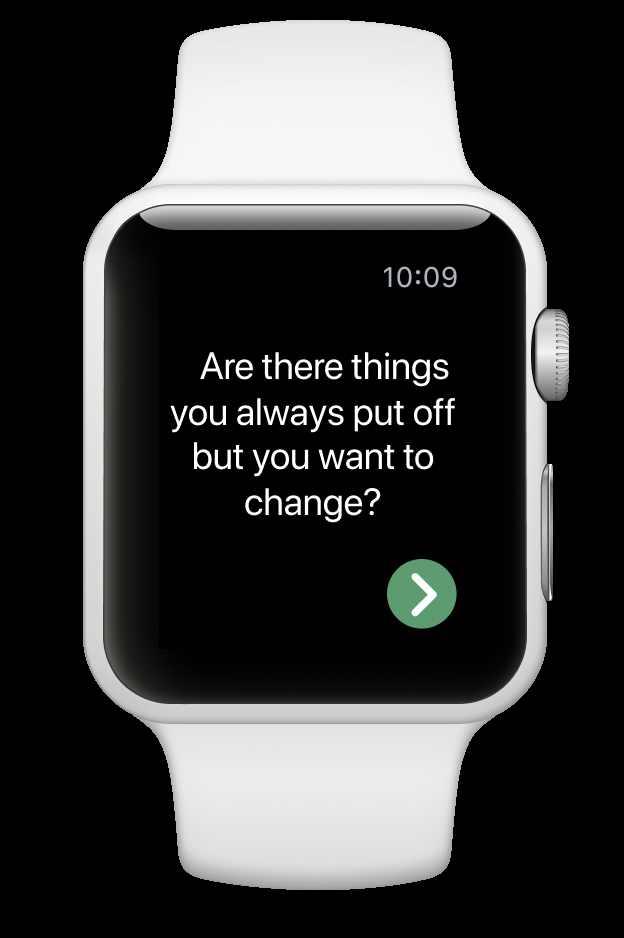 10:09
Are there things
you always put off
but you want to
change?